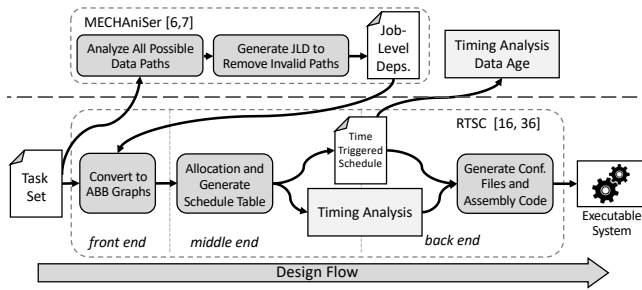 MECHAniSer [6,7]
Analyze All Possible
Data Paths
Generate JLD to
Remove Invalid Paths
Job-
Level
Deps.
Timing Analysis
Data Age
RTSC [16, 36]
Task
Set
Convert to
ABB Graphs
Allocation and
Generate
Schedule Table
Time
Triggered
Schedule
Timing Analysis
Generate Conf.
Files and
Assembly Code
Executable
System
front end
middle end
back end
Design Flow